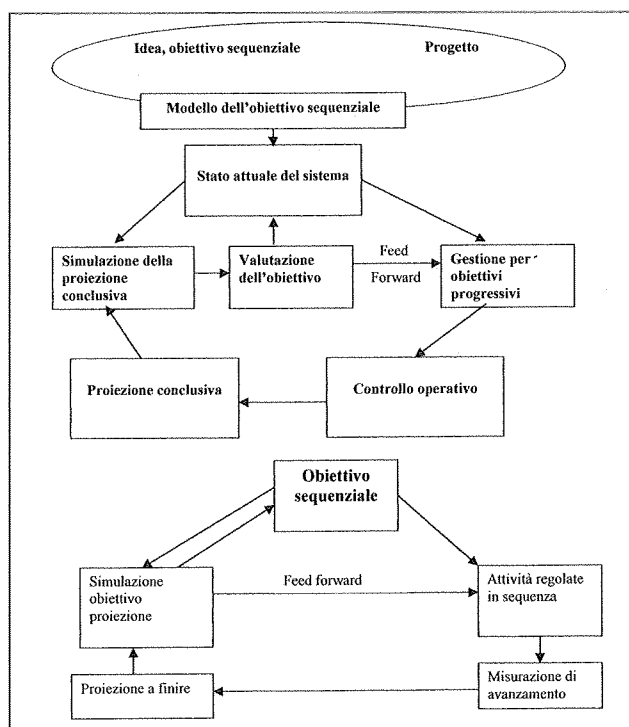 Idea, obiettivo sequenziale Progetto
Modello dell'obiettivo sequenziale
Stato attuale del sistema
Simulazione della
proiezione
conclusiva
Valutazione
dell'obiettivo
Feed
Forward
Gestione per
obiettivi
progressivi
Proiezione conclusiva
Controllo operativo
Obiettivo
sequenziale
Simulazione
obiettivo
proiezione
Feed forward
Attività regolate
in sequenza
Proiezione a finire
Misurazione di
avanzamento